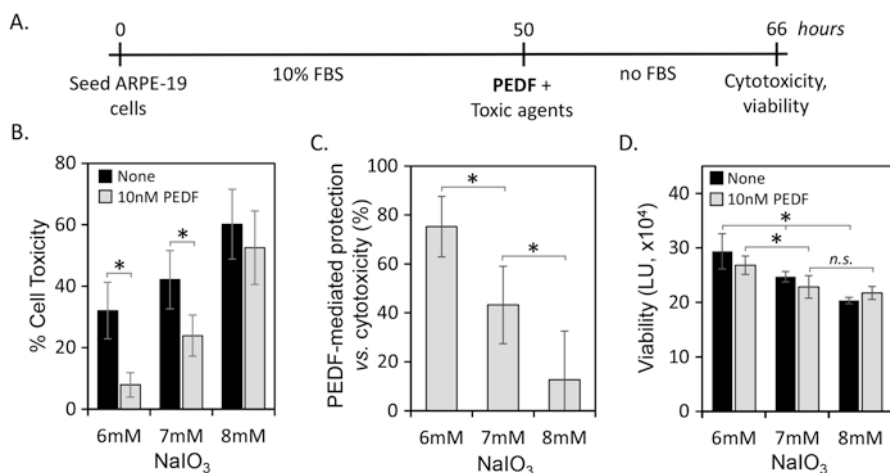 A.
0 50 66 hours
10% FBS no FBS
Seed ARPE-19
cells
PEDF +
Toxic agents
Cytotoxicity,
viability
B.
% Cell Toxicity
80
60
40
20
0
None
10nM PEDF
*
*
6mM 7mM 8mM
NaIO₃
C.
PEDF-mediated protection
vs. cytotoxicity (%)
100
80
60
40
20
0
*
*
6mM 7mM 8mM
NaIO₃
D.
Viability (LU, x10⁴)
40
30
20
10
0
None
10nM PEDF
*
*
n.s.
6mM 7mM 8mM
NaIO₃